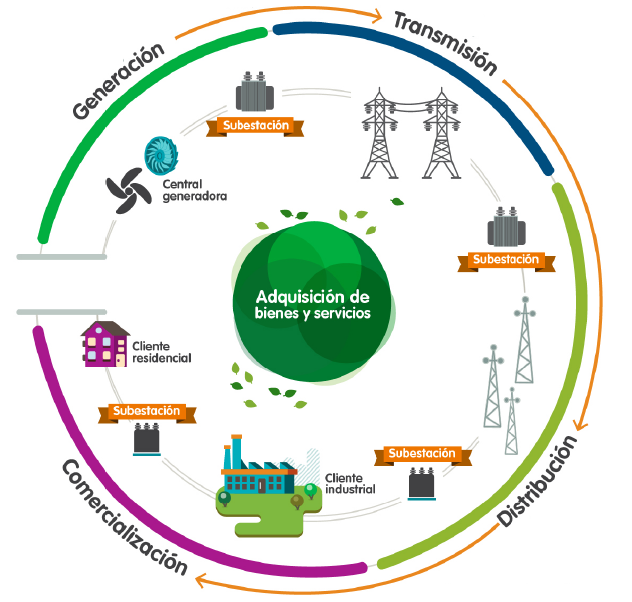 Generación
Transmisión
Subestación
Central
generadora
Subestación
Adquisición de
bienes y servicios
Cliente
residencial
Subestación
Subestación
Cliente
industrial
Distribución
Comercialización